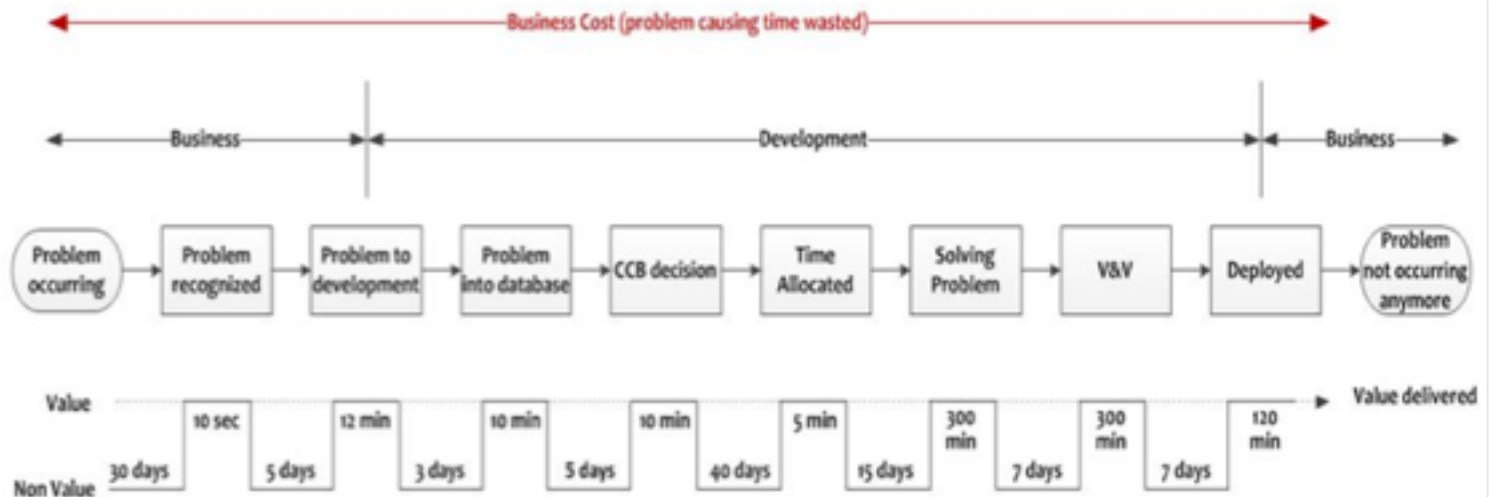 Business Cost (problem causing time wasted)
Business
Development
Business
Problem
occurring
Problem
recognized
Problem to
development
Problem
into database
CCB decision
Time
Allocated
Solving
Problem
V&V
Deployed
Problem
not occurring
anymore
Value
10 sec
12 min
10 min
10 min
5 min
300
min
300
min
120
min
Value delivered
Non Value
30 days
5 days
3 days
5 days
40 days
15 days
7 days
7 days